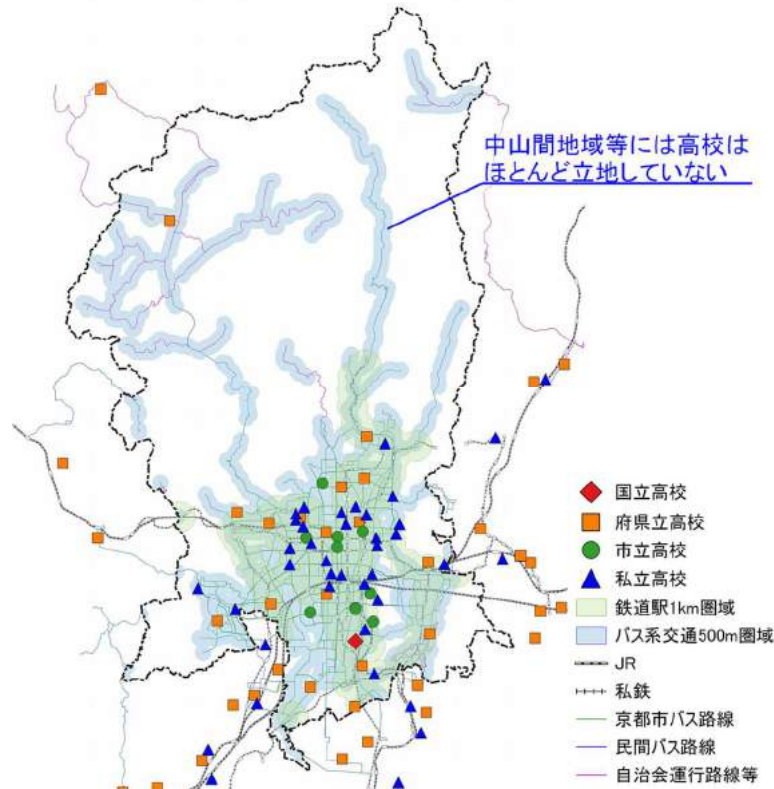 中山間地域等には高校は
ほとんど立地していない
国立高校
府県立高校
市立高校
私立高校
鉄道駅1km圏域
バス系交通500m圏域
JR
私鉄
京都市バス路線
民間バス路線
自治会運行路線等